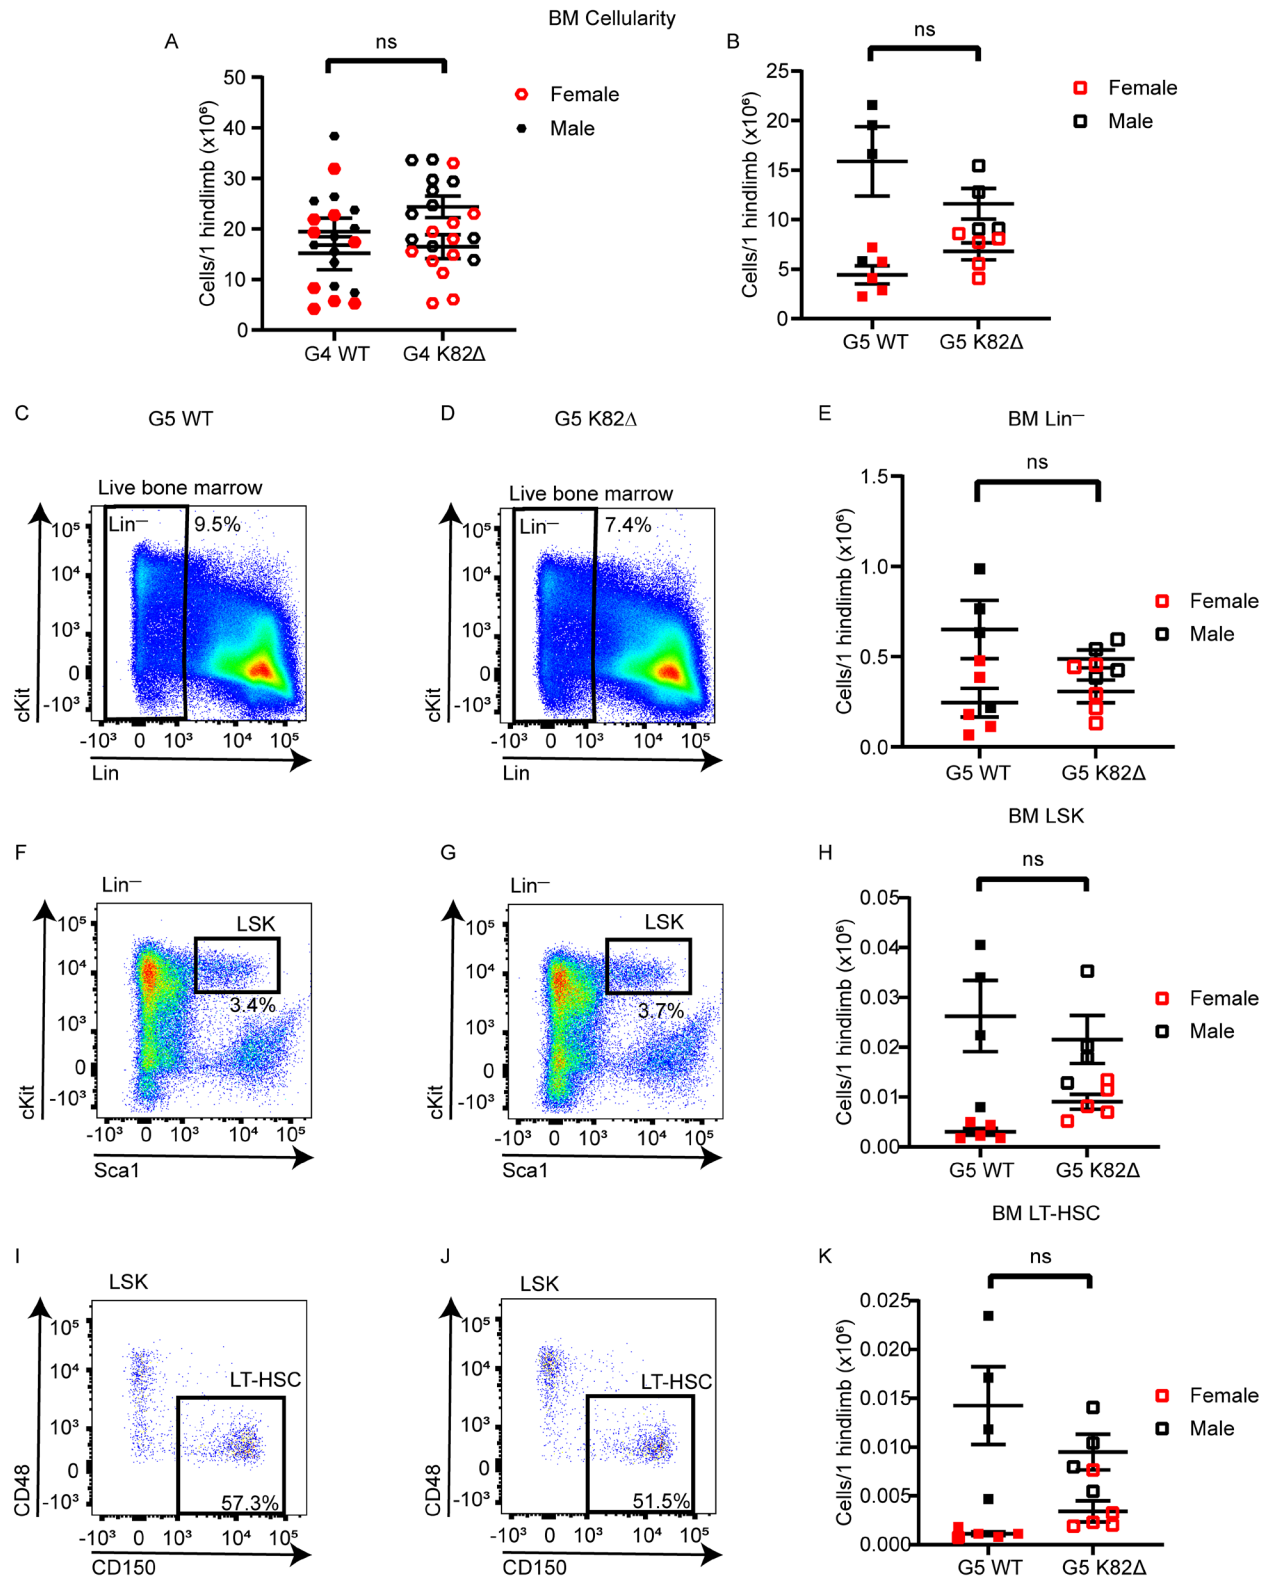 BM Cellularity
A
ns
Cells/1 hindlimb (x10⁶)
50
40
30
20
10
0
G4 WT
G4 K82Δ
Female
Male
B
ns
Cells/1 hindlimb (x10⁶)
25
20
15
10
5
0
G5 WT
G5 K82Δ
Female
Male
C
G5 WT
Live bone marrow
Lin—
9.5%
cKit
10⁵
10⁴
10³
0
-10³
-10³
0
10³
10⁴
10⁵
Lin
D
G5 K82Δ
Live bone marrow
Lin—
7.4%
cKit
10⁵
10⁴
10³
0
-10³
-10³
0
10³
10⁴
10⁵
Lin
E
BM Lin—
ns
Cells/1 hindlimb (x10⁶)
1.5
1.0
0.5
0.0
G5 WT
G5 K82Δ
Female
Male
F
Lin—
LSK
3.4%
cKit
10⁵
10⁴
10³
0
-10³
-10³
0
10³
10⁴
10⁵
Sca1
G
Lin—
LSK
3.7%
cKit
10⁵
10⁴
10³
0
-10³
-10³
0
10³
10⁴
10⁵
Sca1
BM LSK
H
ns
Cells/1 hindlimb (x10⁶)
0.05
0.04
0.03
0.02
0.01
0.00
G5 WT
G5 K82Δ
Female
Male
I
LSK
LT-HSC
57.3%
CD48
10⁵
10⁴
10³
0
-10³
-10³
0
10³
10⁴
10⁵
CD150
J
LSK
LT-HSC
51.5%
CD48
10⁵
10⁴
10³
0
-10³
-10³
0
10³
10⁴
10⁵
CD150
BM LT-HSC
K
ns
Cells/1 hindlimb (x10⁶)
0.025
0.020
0.015
0.010
0.005
0.000
G5 WT
G5 K82Δ
Female
Male